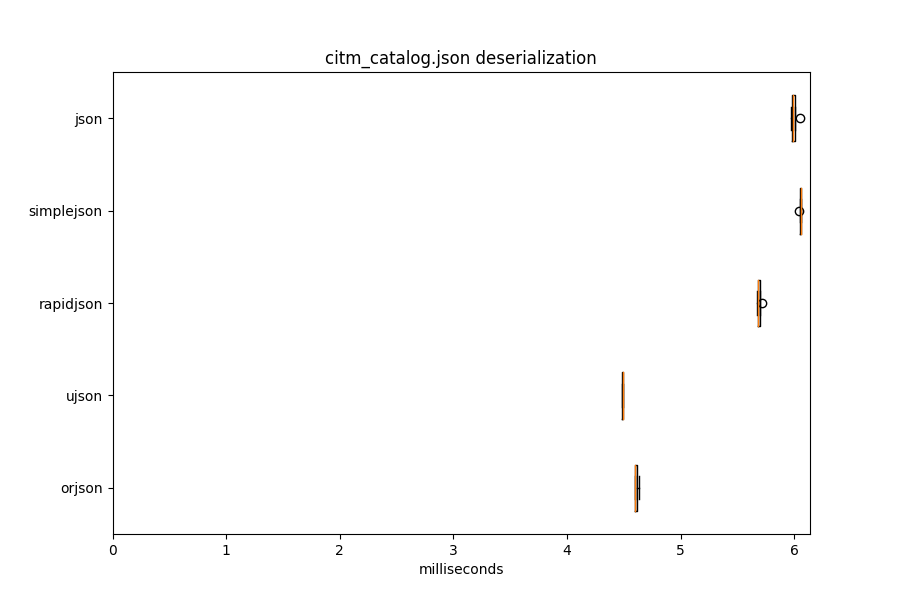 citm_catalog.json deserialization
json
simplejson
rapidjson
ujson
orjson
0 1 2 3 4 5 6
milliseconds